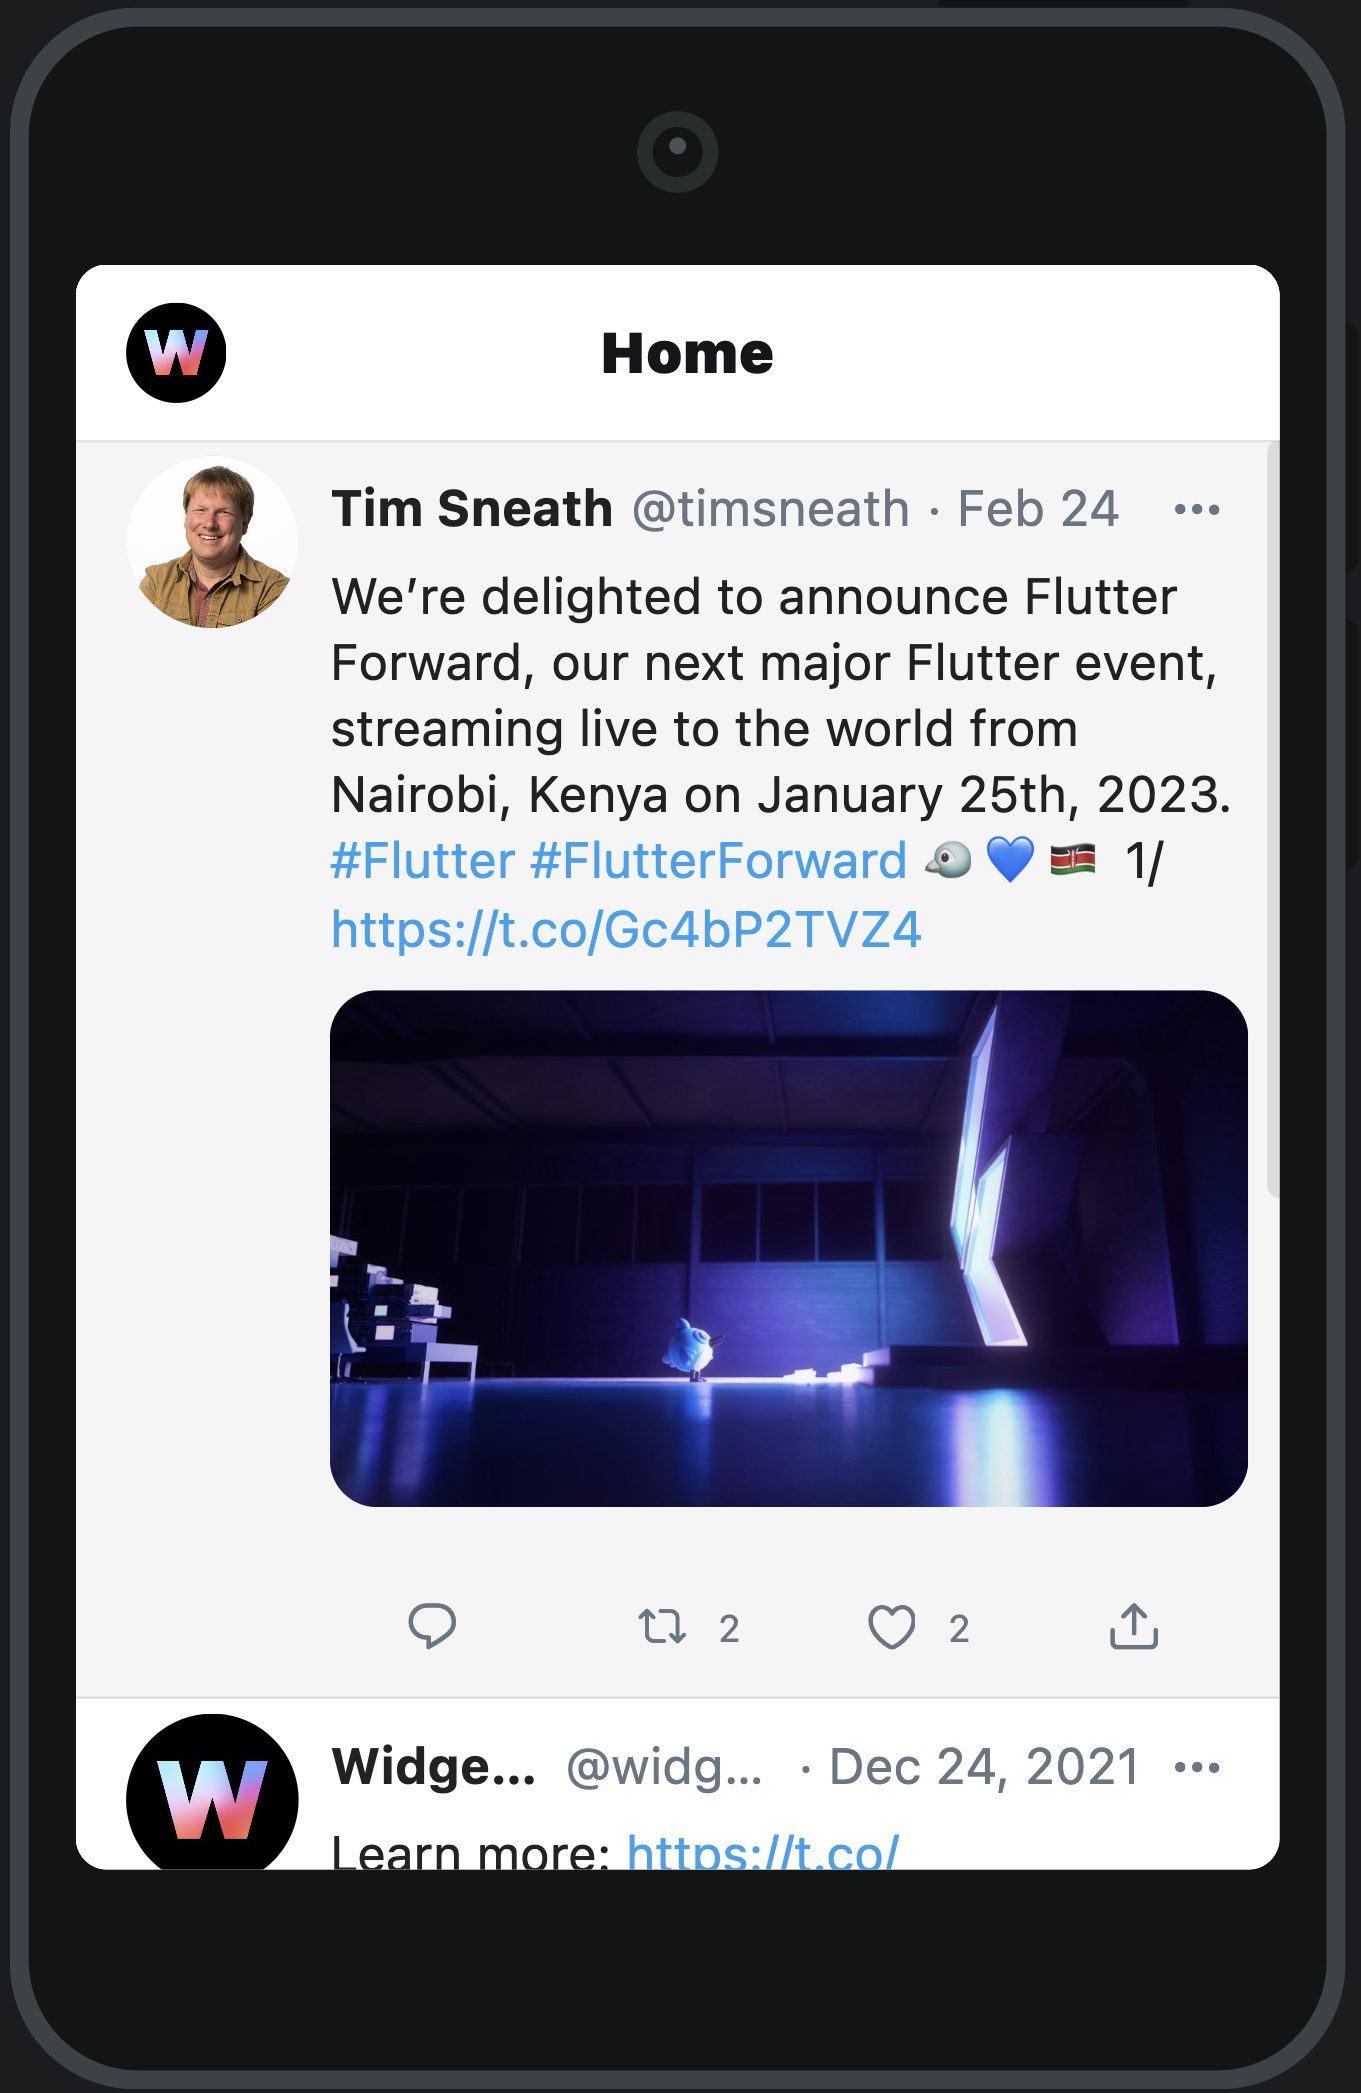 W
Home
Tim Sneath @timsneath · Feb 24
We’re delighted to announce Flutter
Forward, our next major Flutter event,
streaming live to the world from
Nairobi, Kenya on January 25th, 2023.
#Flutter #FlutterForward 🐦 💙 🇰🇪 1/
https://t.co/Gc4bP2TVZ4
2 2
W
Widge... @widg... · Dec 24, 2021
Learn more: https://t.co/